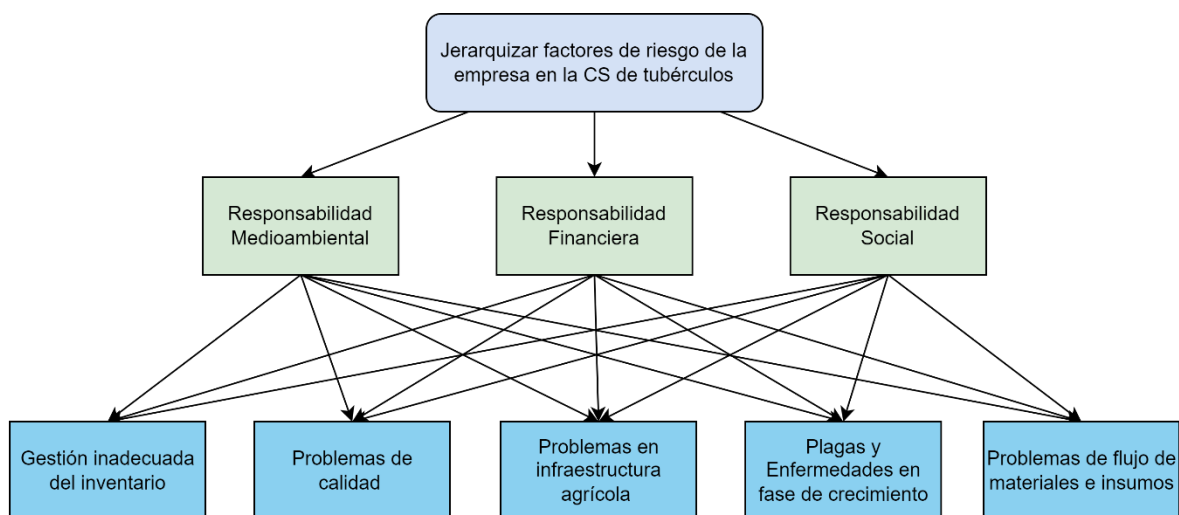 Jerarquizar factores de riesgo de la
empresa en la CS de tubérculos
Responsabilidad
Medioambiental
Responsabilidad
Financiera
Responsabilidad
Social
Gestión inadecuada
del inventario
Problemas de
calidad
Problemas en
infraestructura
agrícola
Plagas y
Enfermedades en
fase de crecimiento
Problemas de flujo de
materiales e insumos